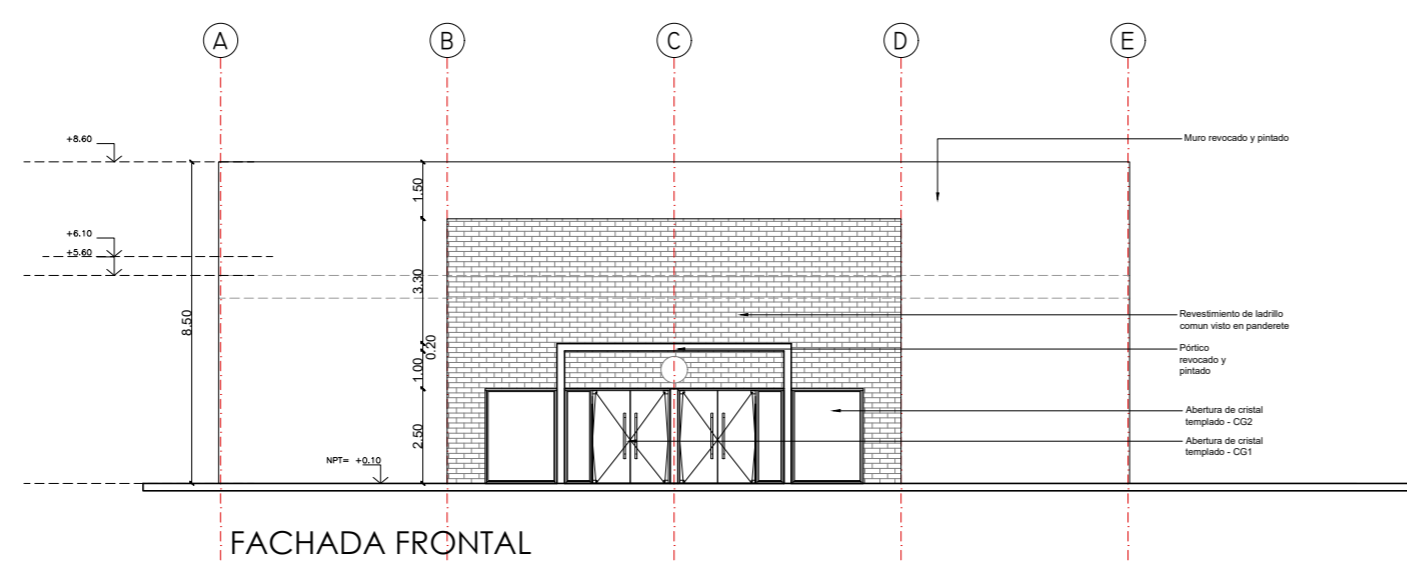 A B C D E
+8.60
Muro revocado y pintado
1.50
+6.10
+5.60
3.30
8.50
Revestimiento de ladrillo
comun visto en panderete
0.20
Pórtico
revocado y
pintado
1.00
Abertura de cristal
templado - CG2
2.50
Abertura de cristal
templado - CG1
NPT= +0.10
FACHADA FRONTAL